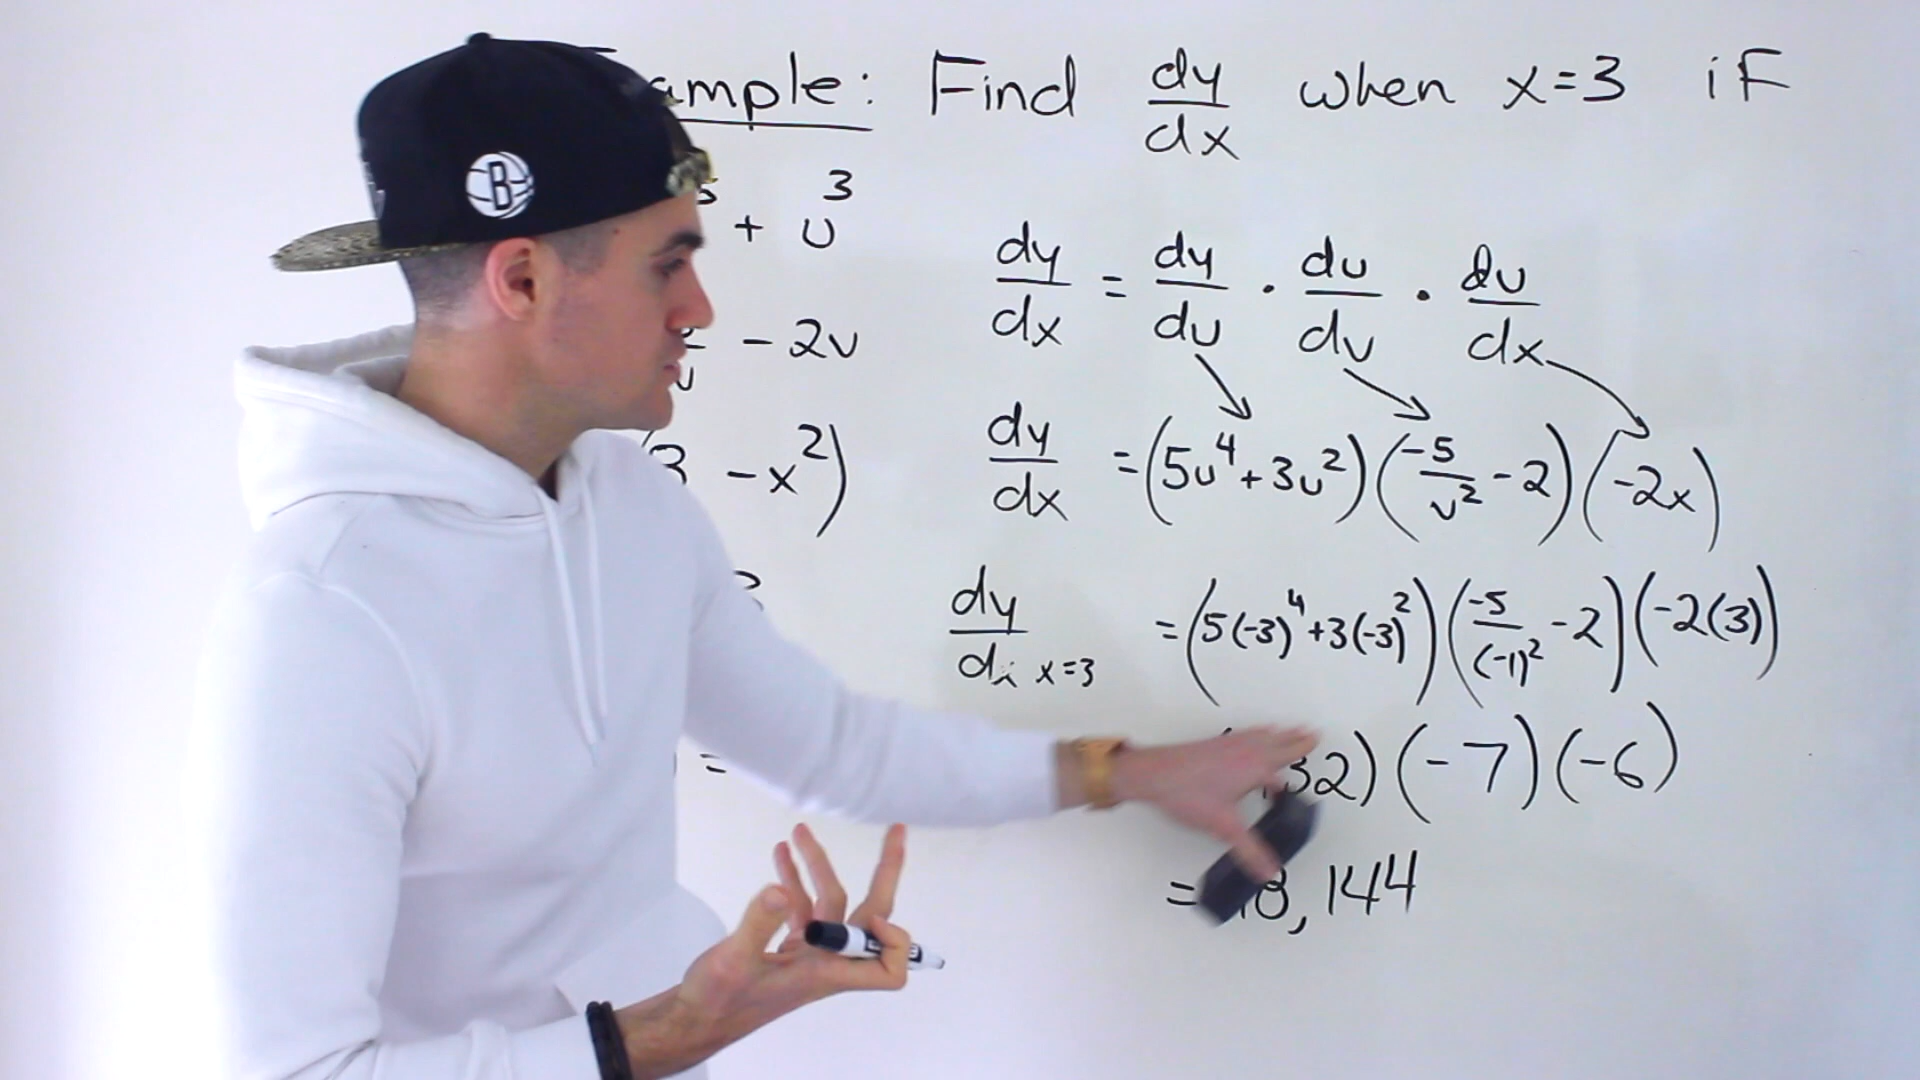 ample: Find dy/dx when x=3 if
+ u³
dy/dx = dy/du · du/dv · dv/dx
- 2v
dy/dx = (5u⁴+3u²)(-5/v² - 2)(-2x)
- x²)
dy/dx x=3 = (5(-3)⁴+3(-3)²)(-5/(-1)² - 2)(-2(3))
=
32)(-7)(-6)
= 18,144
B